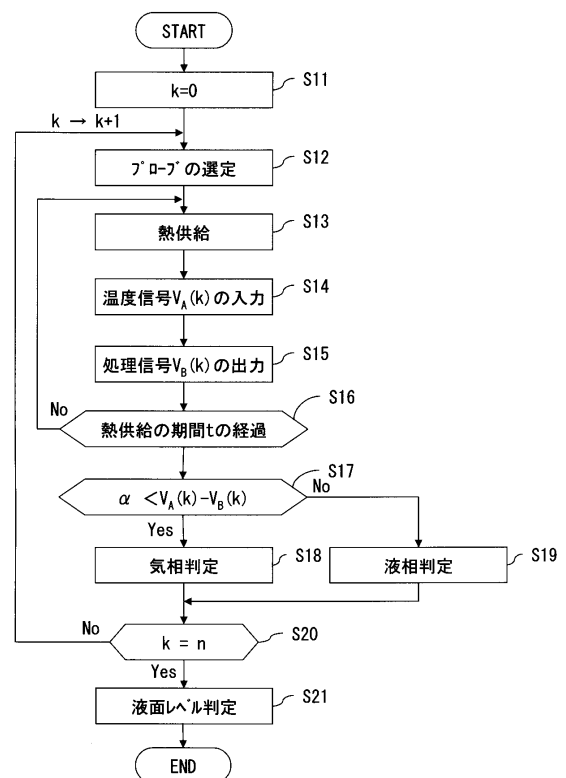 START
k=0
S11
k → k+1
プローブの選定
S12
熱供給
S13
温度信号V_A(k)の入力
S14
処理信号V_B(k)の出力
S15
No
熱供給の期間tの経過
S16
α <V_A(k)-V_B(k)
S17
No
Yes
気相判定
S18
液相判定
S19
No
k = n
S20
Yes
液面レベル判定
S21
END